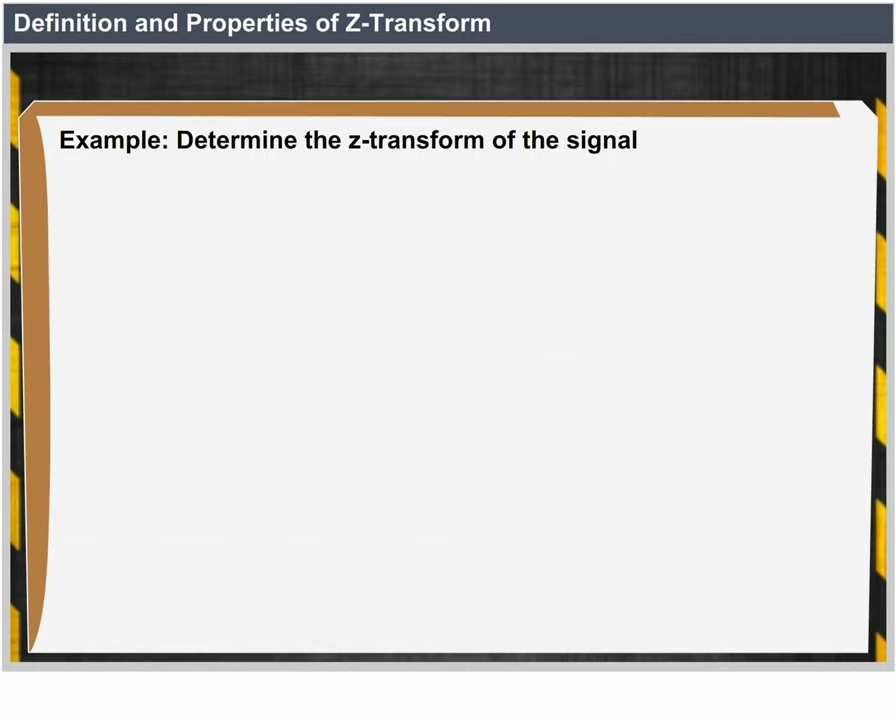 Definition and Properties of Z-Transform
Example: Determine the z-transform of the signal